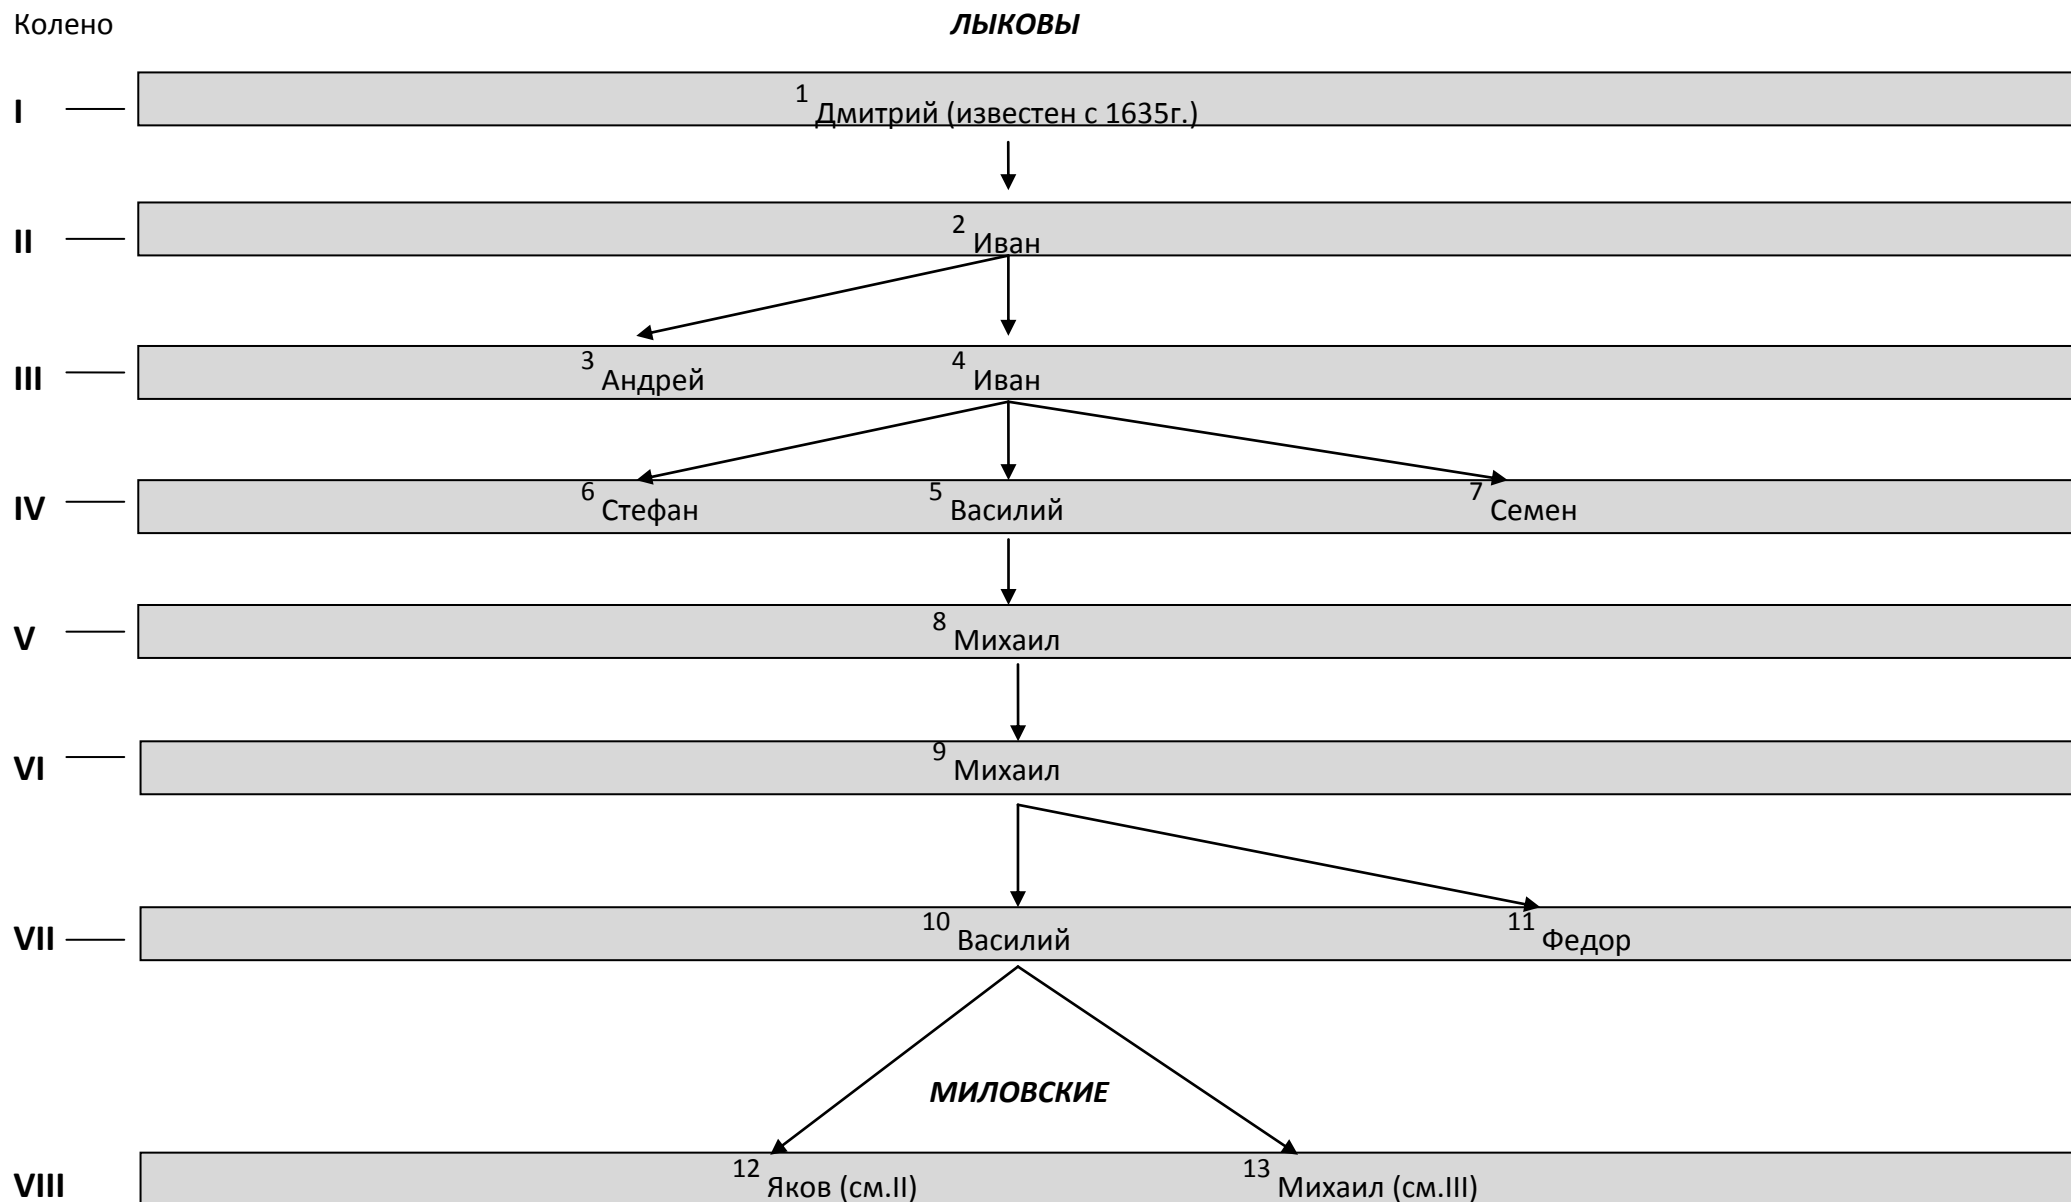 Колено ЛЫКОВЫ
I 1 Дмитрий (известен с 1635г.)
II 2 Иван
III 3 Андрей 4 Иван
IV 6 Стефан 5 Василий 7 Семен
V 8 Михаил
VI 9 Михаил
VII 10 Василий 11 Федор
МИЛОВСКИЕ
VIII 12 Яков (см.II) 13 Михаил (см.III)